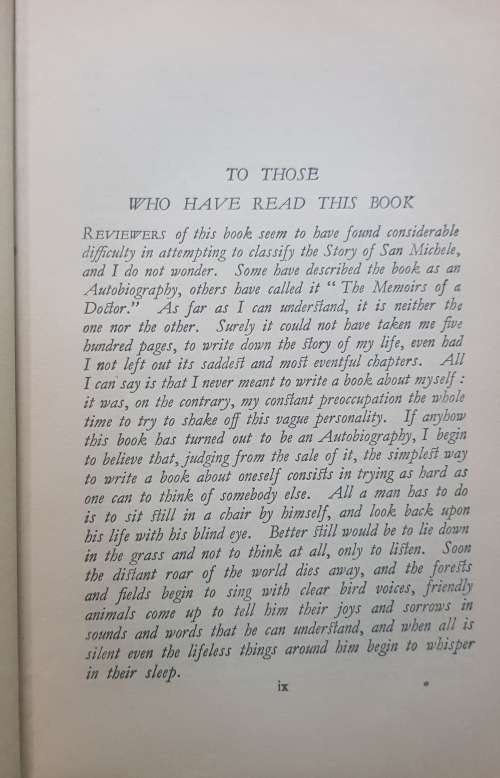 TO THOSE
WHO HAVE READ THIS BOOK
REVIEWERS of this book seem to have found considerable
difficulty in attempting to classify the Story of San Michele,
and I do not wonder. Some have described the book as an
Autobiography, others have called it “ The Memoirs of a
Doctor.” As far as I can understand, it is neither the
one nor the other. Surely it could not have taken me five
hundred pages, to write down the story of my life, even had
I not left out its saddest and most eventful chapters. All
I can say is that I never meant to write a book about myself :
it was, on the contrary, my constant preoccupation the whole
time to try to shake off this vague personality. If anyhow
this book has turned out to be an Autobiography, I begin
to believe that, judging from the sale of it, the simplest way
to write a book about oneself consists in trying as hard as
one can to think of somebody else. All a man has to do
is to sit still in a chair by himself, and look back upon
his life with his blind eye. Better still would be to lie down
in the grass and not to think at all, only to listen. Soon
the distant roar of the world dies away, and the forests
and fields begin to sing with clear bird voices, friendly
animals come up to tell him their joys and sorrows in
sounds and words that he can understand, and when all is
silent even the lifeless things around him begin to whisper
in their sleep.
ix *